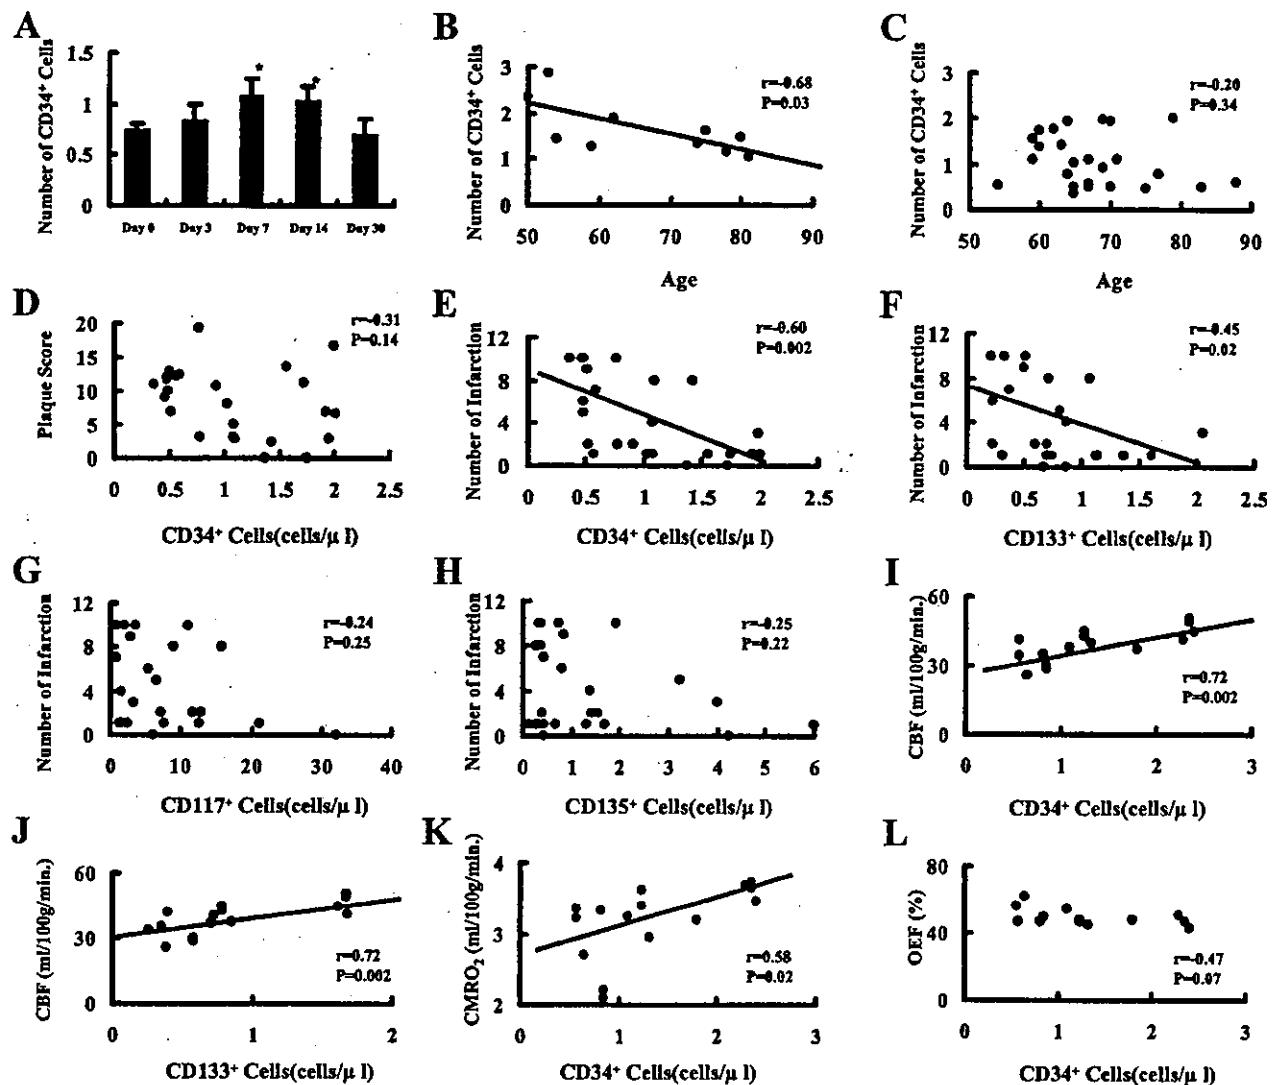 A
Number of CD34⁺ Cells
1.5
1
0.5
0
*
*
Day 0 Day 3 Day 7 Day 14 Day 30
B
Number of CD34⁺ Cells
3
2
1
0
r=-0.68
P=0.03
50 60 70 80 90
Age
C
Number of CD34⁺ Cells
3
2
1
0
r=-0.20
P=0.34
50 60 70 80 90
Age
D
Plaque Score
20
15
10
5
0
r=-0.31
P=0.14
0 0.5 1 1.5 2 2.5
CD34⁺ Cells(cells/μ l)
E
Number of Infarction
12
8
4
0
r=-0.60
P=0.002
0 0.5 1 1.5 2 2.5
CD34⁺ Cells(cells/μ l)
F
Number of Infarction
12
8
4
0
r=-0.45
P=0.02
0 0.5 1 1.5 2 2.5
CD133⁺ Cells(cells/μ l)
G
Number of Infarction
12
8
4
0
r=-0.24
P=0.25
0 10 20 30 40
CD117⁺ Cells(cells/μ l)
H
Number of Infarction
12
8
4
0
r=-0.25
P=0.22
0 1 2 3 4 5 6
CD135⁺ Cells(cells/μ l)
I
CBF (ml/100g/min.)
60
30
0
r=0.72
P=0.002
0 1 2 3
CD34⁺ Cells(cells/μ l)
J
CBF (ml/100g/min.)
60
30
0
r=0.72
P=0.002
0 1 2
CD133⁺ Cells(cells/μ l)
K
CMRO₂ (ml/100g/min.)
4
3
2
r=0.58
P=0.02
0 1 2 3
CD34⁺ Cells(cells/μ l)
L
OEF (%)
80
40
0
r=-0.47
P=0.07
0 1 2 3
CD34⁺ Cells(cells/μ l)